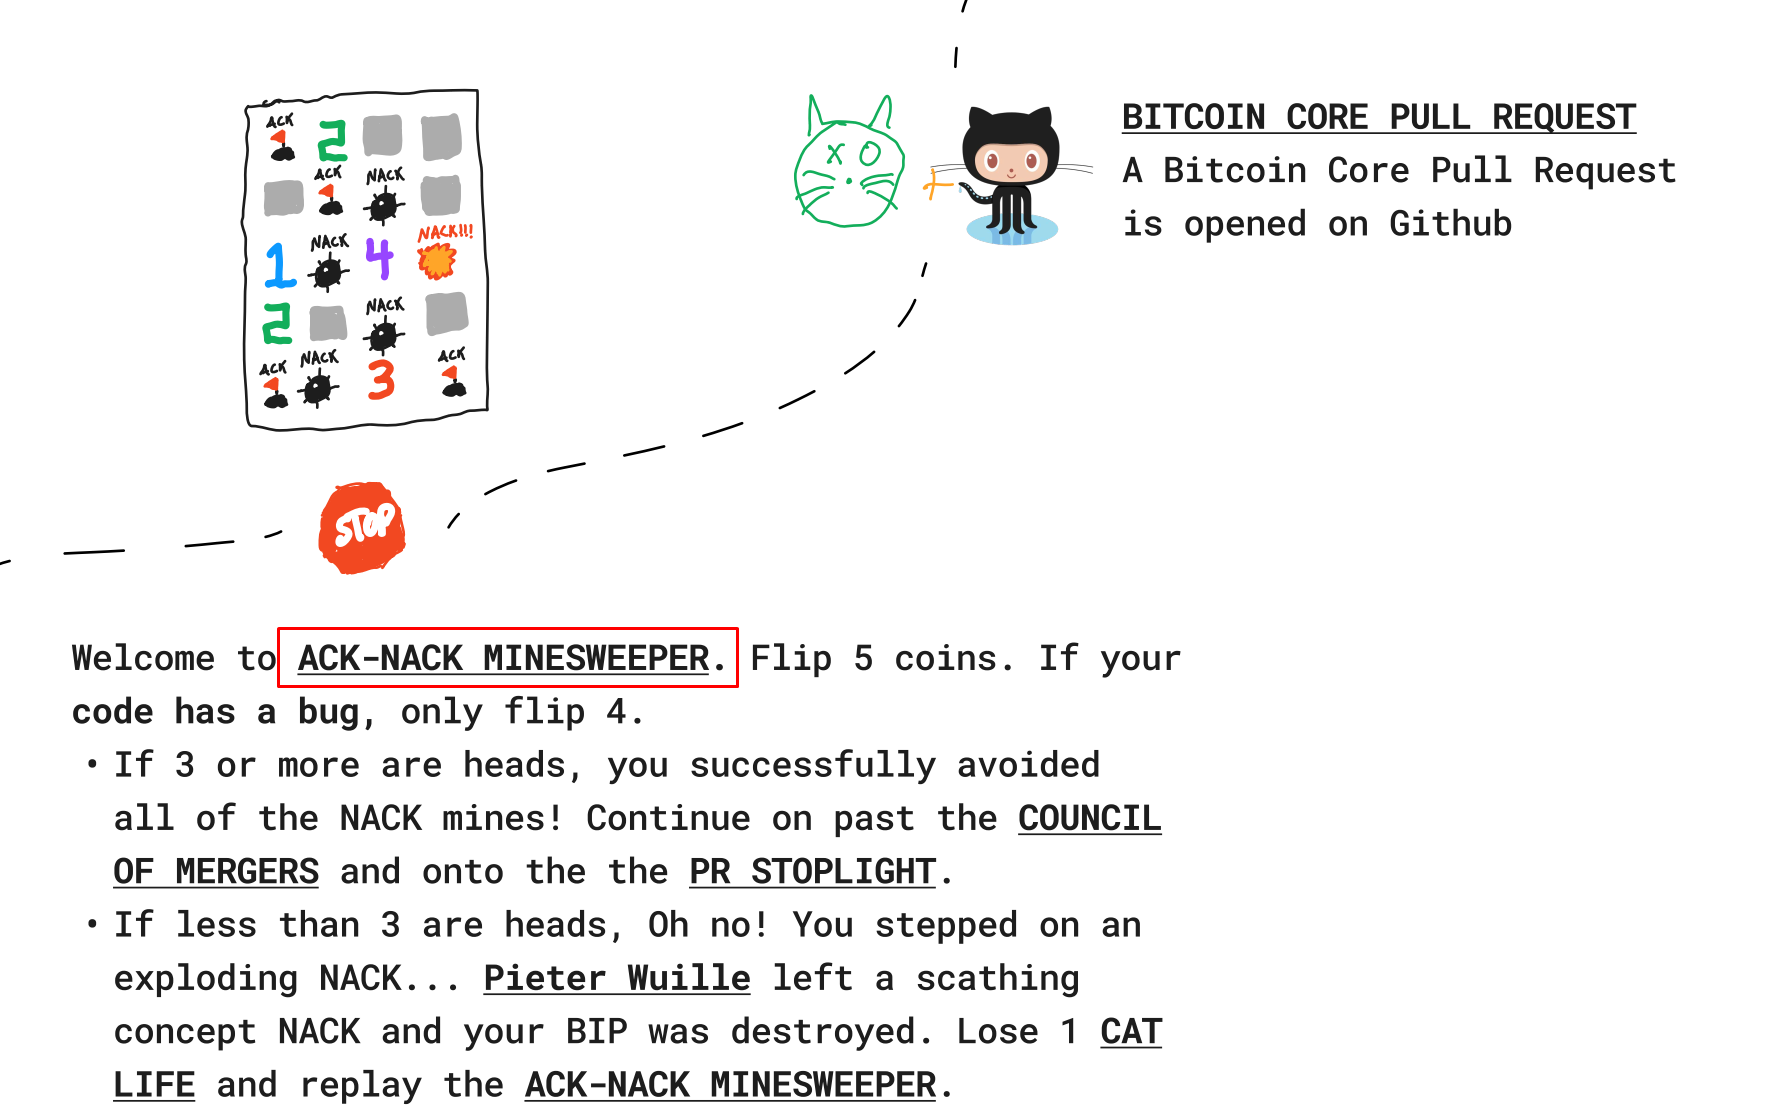 ACK
2
ACK
NACK
1
NACK
4
NACK!!!
2
NACK
ACK
NACK
3
ACK
BITCOIN CORE PULL REQUEST
A Bitcoin Core Pull Request
is opened on Github
STOP
Welcome to ACK-NACK MINESWEEPER. Flip 5 coins. If your
code has a bug, only flip 4.
• If 3 or more are heads, you successfully avoided
all of the NACK mines! Continue on past the COUNCIL
OF MERGERS and onto the the PR STOPLIGHT.
• If less than 3 are heads, Oh no! You stepped on an
exploding NACK... Pieter Wuille left a scathing
concept NACK and your BIP was destroyed. Lose 1 CAT
LIFE and replay the ACK-NACK MINESWEEPER.